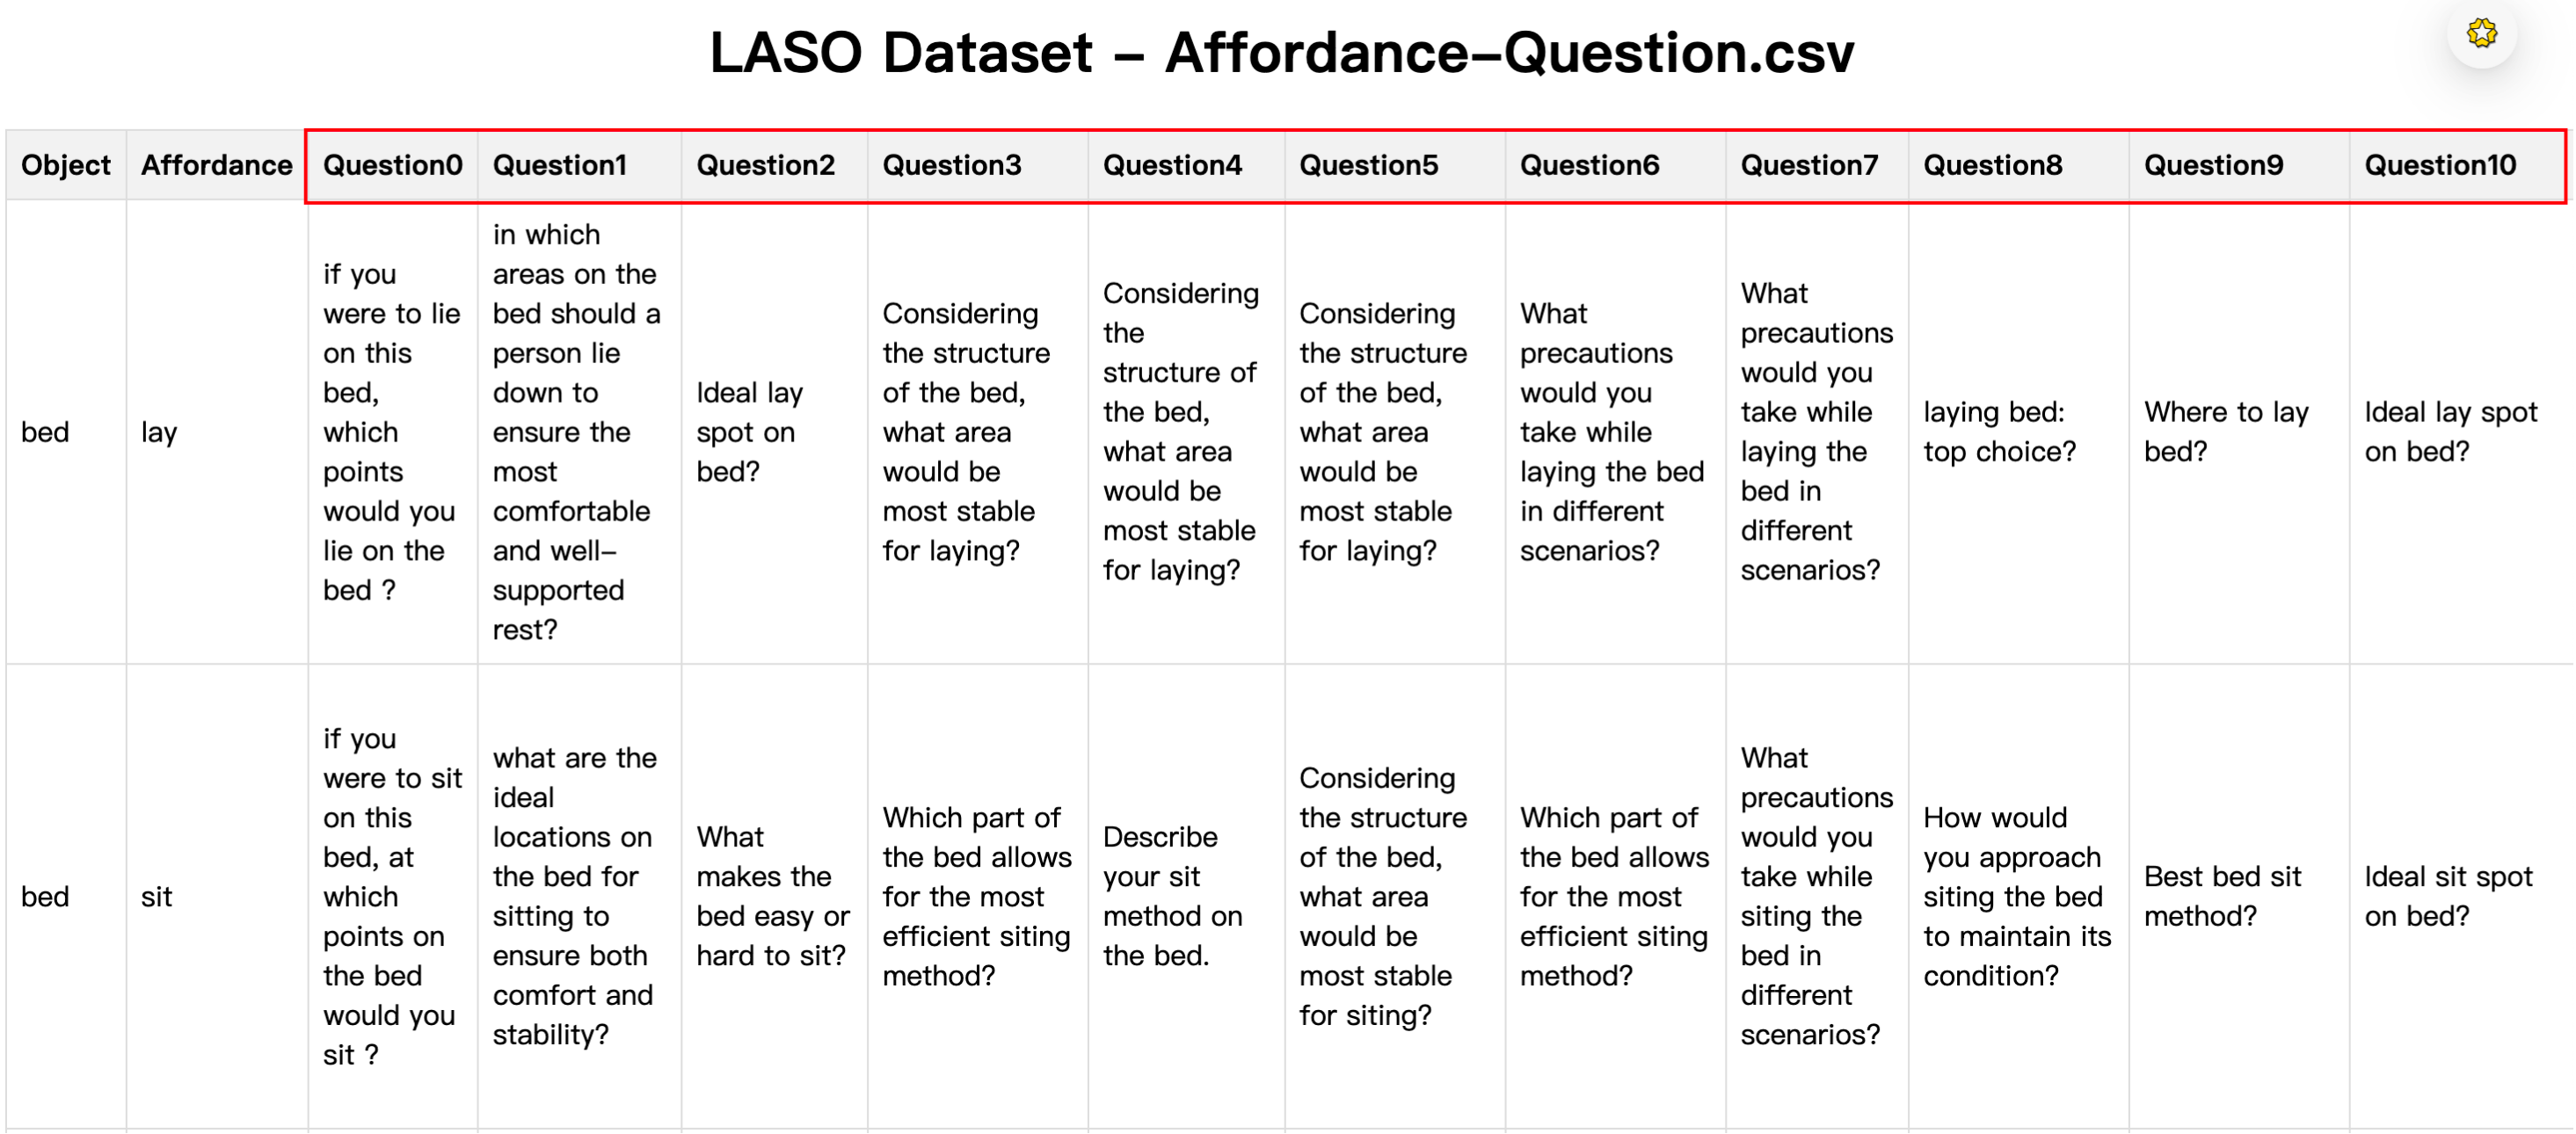 LASO Dataset – Affordance–Question.csv
Object Affordance Question0 Question1 Question2 Question3 Question4 Question5 Question6 Question7 Question8 Question9 Question10
bed
lay
if you
were to lie
on this
bed,
which
points
would you
lie on the
bed ?
in which
areas on the
bed should a
person lie
down to
ensure the
most
comfortable
and well–
supported
rest?
Ideal lay
spot on
bed?
Considering
the structure
of the bed,
what area
would be
most stable
for laying?
Considering
the
structure of
the bed,
what area
would be
most stable
for laying?
Considering
the structure
of the bed,
what area
would be
most stable
for laying?
What
precautions
would you
take while
laying the bed
in different
scenarios?
What
precautions
would you
take while
laying the
bed in
different
scenarios?
laying bed:
top choice?
Where to lay
bed?
Ideal lay spot
on bed?
bed
sit
if you
were to sit
on this
bed, at
which
points on
the bed
would you
sit ?
what are the
ideal
locations on
the bed for
sitting to
ensure both
comfort and
stability?
What
makes the
bed easy or
hard to sit?
Which part of
the bed allows
for the most
efficient siting
method?
Describe
your sit
method on
the bed.
Considering
the structure
of the bed,
what area
would be
most stable
for siting?
Which part of
the bed allows
for the most
efficient siting
method?
What
precautions
would you
take while
siting the
bed in
different
scenarios?
How would
you approach
siting the bed
to maintain its
condition?
Best bed sit
method?
Ideal sit spot
on bed?